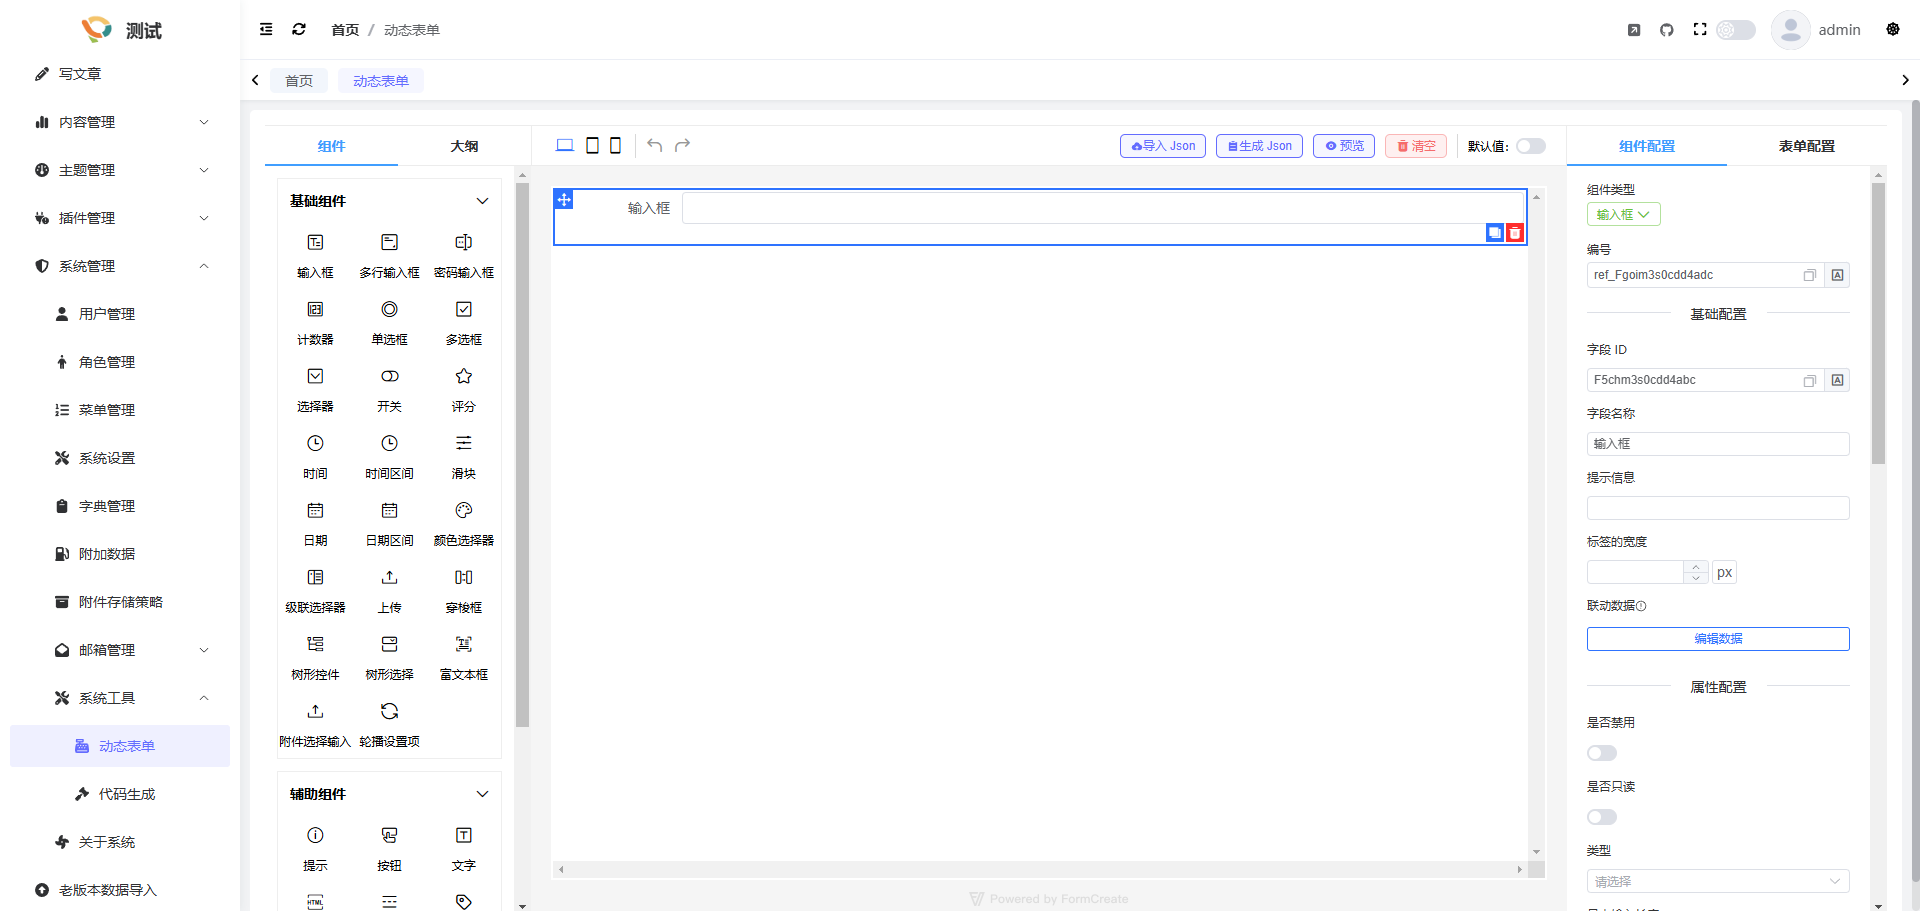 测试
写文章
内容管理
主题管理
插件管理
系统管理
用户管理
角色管理
菜单管理
系统设置
字典管理
附加数据
附件存储策略
邮箱管理
系统工具
动态表单
代码生成
关于系统
老版本数据导入
首页 / 动态表单
admin
首页 动态表单
组件 大纲
基础组件
输入框 多行输入框 密码输入框
计数器 单选框 多选框
选择器 开关 评分
时间 时间区间 滑块
日期 日期区间 颜色选择器
级联选择器 上传 穿梭框
树形控件 树形选择 富文本框
附件选择输入 轮播设置项
辅助组件
提示 按钮 文字
HTML
导入 Json 生成 Json 预览 清空 默认值:
输入框
Powered by FormCreate
组件配置 表单配置
组件类型
输入框
编号
ref_Fgoim3s0cdd4adc
基础配置
字段 ID
F5chm3s0cdd4abc
字段名称
输入框
提示信息
标签的宽度
px
联动数据
编辑数据
属性配置
是否禁用
是否只读
类型
请选择